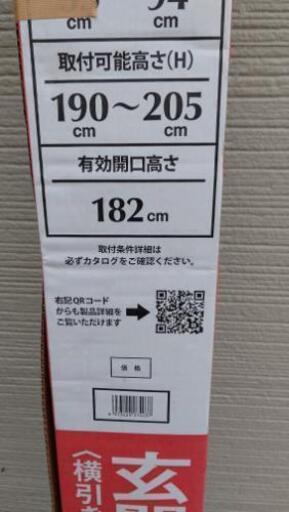 94
cm
cm
取付可能高さ(H)
190～205
cm
cm
有効開口高さ
182cm
取付条件詳細は
必ずカタログをご確認ください。
右記QRコード
からも製品詳細を
ご覧いただけます
価格
玄
〈横引き